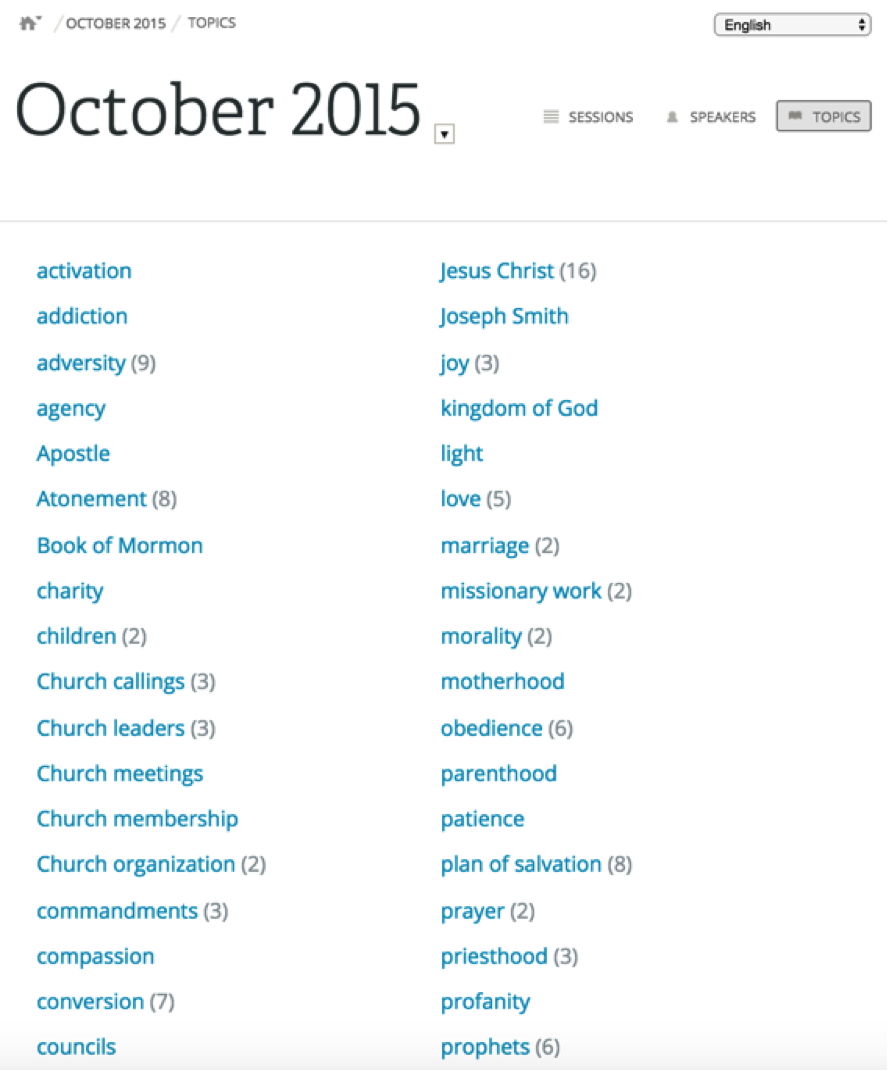 / OCTOBER 2015 / TOPICS
English
October 2015
SESSIONS SPEAKERS TOPICS
activation
addiction
adversity (9)
agency
Apostle
Atonement (8)
Book of Mormon
charity
children (2)
Church callings (3)
Church leaders (3)
Church meetings
Church membership
Church organization (2)
commandments (3)
compassion
conversion (7)
councils
Jesus Christ (16)
Joseph Smith
joy (3)
kingdom of God
light
love (5)
marriage (2)
missionary work (2)
morality (2)
motherhood
obedience (6)
parenthood
patience
plan of salvation (8)
prayer (2)
priesthood (3)
profanity
prophets (6)